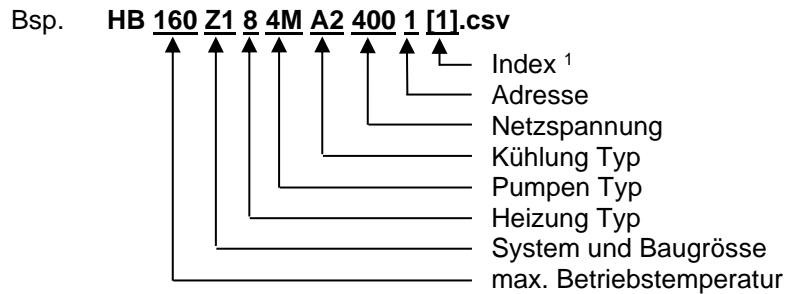 Bsp. HB 160 Z1 8 4M A2 400 1 [1].csv
Index ¹
Adresse
Netzspannung
Kühlung Typ
Pumpen Typ
Heizung Typ
System und Baugrösse
max. Betriebstemperatur